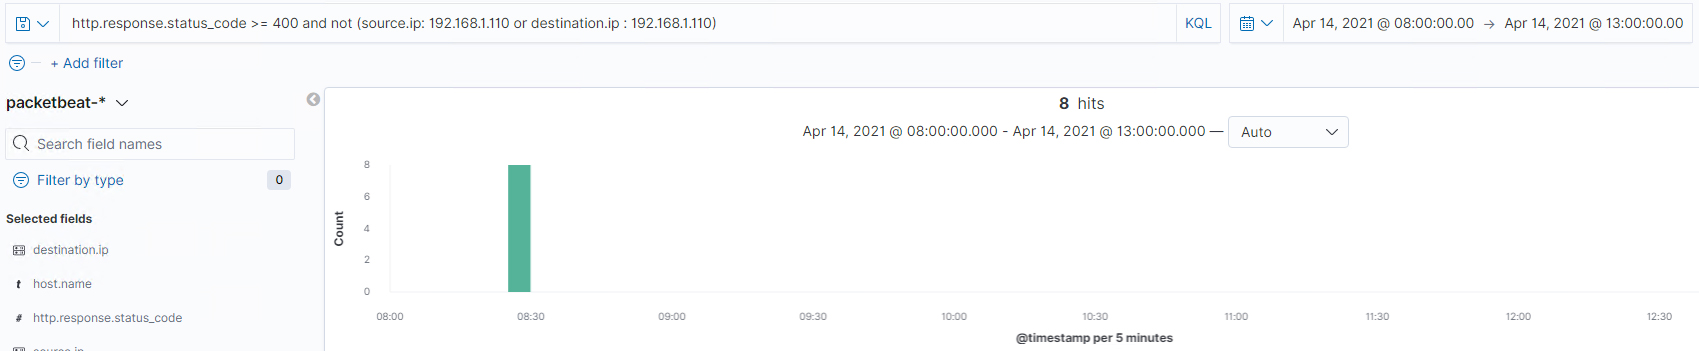 http.response.status_code >= 400 and not (source.ip: 192.168.1.110 or destination.ip : 192.168.1.110)
KQL
Apr 14, 2021 @ 08:00:00.00 → Apr 14, 2021 @ 13:00:00.00
+ Add filter
packetbeat-*
Search field names
Filter by type 0
Selected fields
destination.ip
t host.name
# http.response.status_code
source.ip
8 hits
Apr 14, 2021 @ 08:00:00.000 - Apr 14, 2021 @ 13:00:00.000 — Auto
Count
8
6
4
2
0
08:00 08:30 09:00 09:30 10:00 10:30 11:00 11:30 12:00 12:30
@timestamp per 5 minutes